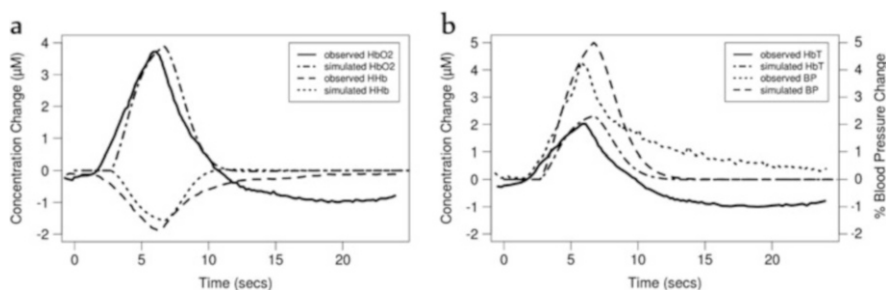 a
4
3
2
1
0
-1
-2
Concentration Change (µM)
observed HbO2
simulated HbO2
observed HHb
simulated HHb
0 5 10 15 20
Time (secs)
b
5
4
3
2
1
0
-1
-2
Concentration Change (µM)
observed HbT
simulated HbT
observed BP
simulated BP
5
4
3
2
1
0
-1
-2
% Blood Pressure Change
0 5 10 15 20
Time (secs)